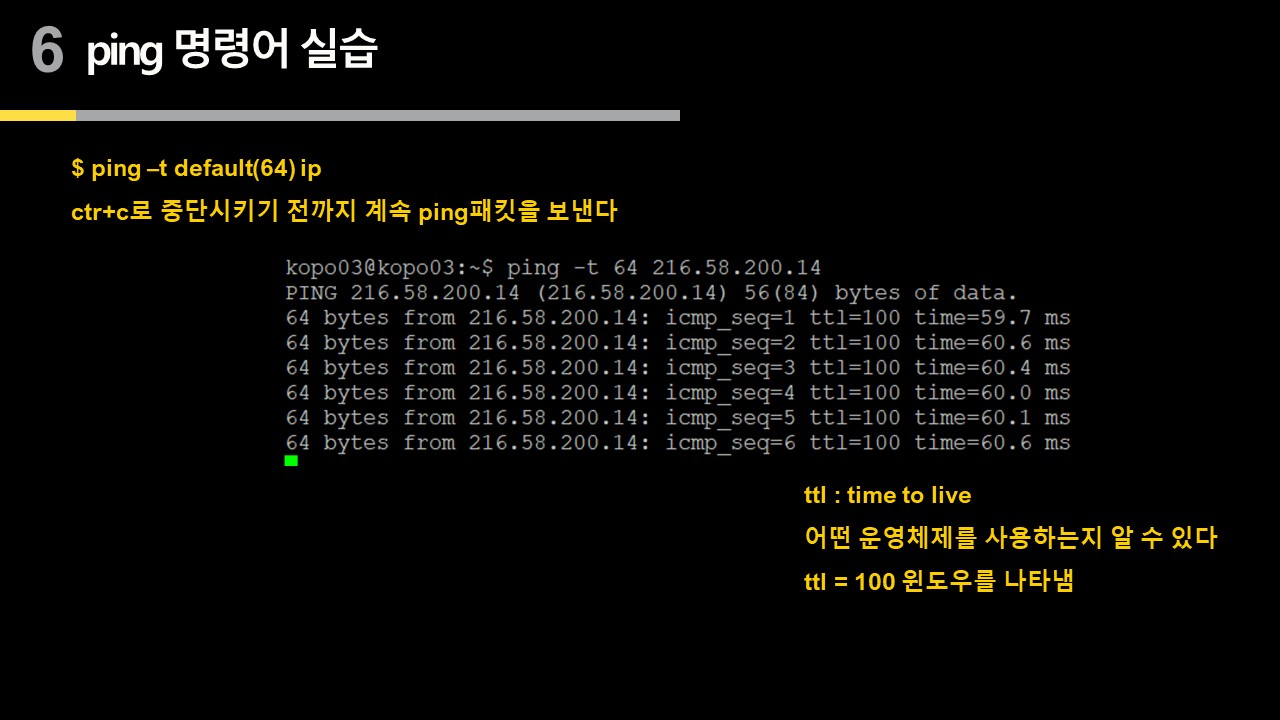 6 ping 명령어 실습
$ ping –t default(64) ip
ctr+c로 중단시키기 전까지 계속 ping패킷을 보낸다
kopo03@kopo03:~$ ping -t 64 216.58.200.14
PING 216.58.200.14 (216.58.200.14) 56(84) bytes of data.
64 bytes from 216.58.200.14: icmp_seq=1 ttl=100 time=59.7 ms
64 bytes from 216.58.200.14: icmp_seq=2 ttl=100 time=60.6 ms
64 bytes from 216.58.200.14: icmp_seq=3 ttl=100 time=60.4 ms
64 bytes from 216.58.200.14: icmp_seq=4 ttl=100 time=60.0 ms
64 bytes from 216.58.200.14: icmp_seq=5 ttl=100 time=60.1 ms
64 bytes from 216.58.200.14: icmp_seq=6 ttl=100 time=60.6 ms
ttl : time to live
어떤 운영체제를 사용하는지 알 수 있다
ttl = 100 윈도우를 나타냄